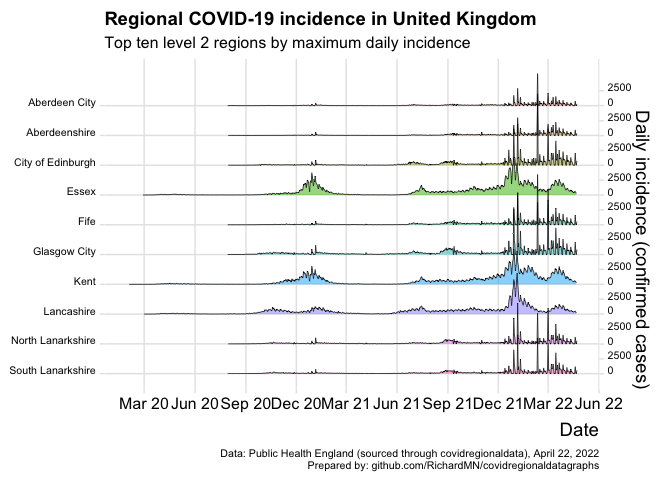 Regional COVID-19 incidence in United Kingdom
Top ten level 2 regions by maximum daily incidence
Aberdeen City
2500
0
Aberdeenshire
2500
0
City of Edinburgh
2500
0
Essex
2500
0
Fife
2500
0
Glasgow City
2500
0
Kent
2500
0
Lancashire
2500
0
North Lanarkshire
2500
0
South Lanarkshire
2500
0
Daily incidence (confirmed cases)
Mar 20 Jun 20 Sep 20 Dec 20 Mar 21 Jun 21 Sep 21 Dec 21 Mar 22 Jun 22
Date
Data: Public Health England (sourced through covidregionaldata), April 22, 2022
Prepared by: github.com/RichardMN/covidregionaldatagraphs